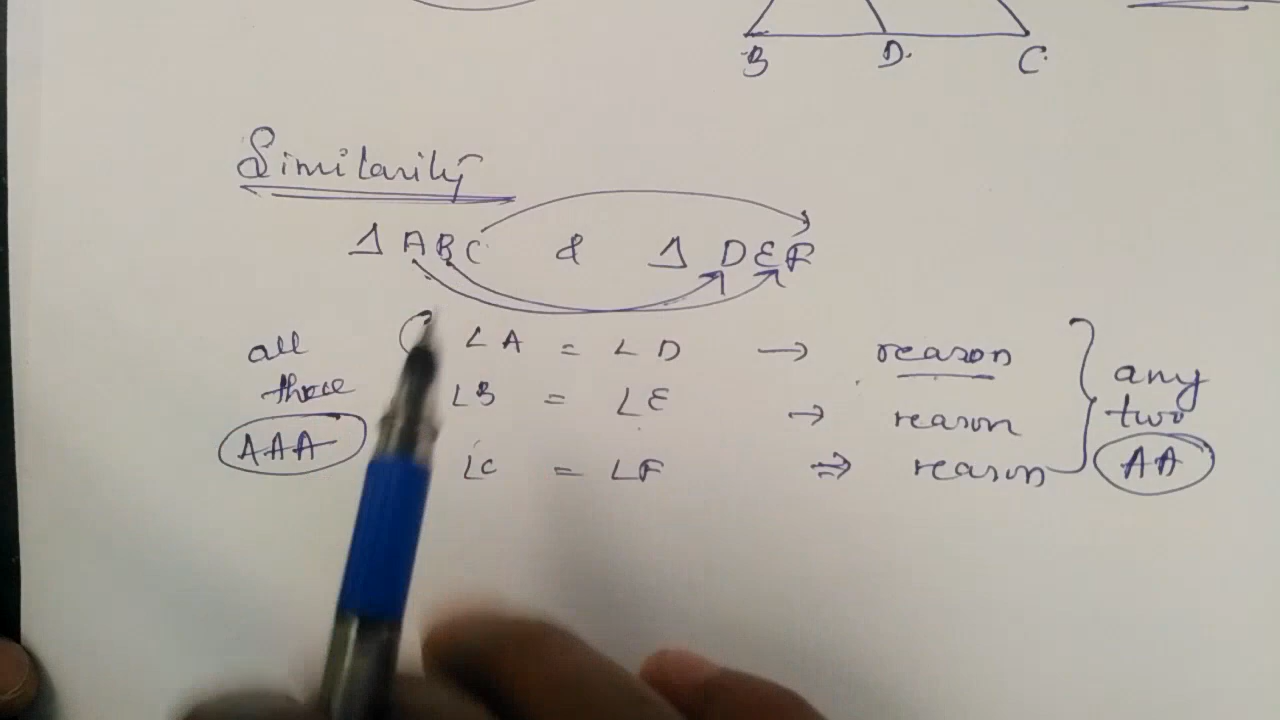 B D. C.
Similarity
Δ ABC & Δ DEF
all ∠A = ∠D → reason
three ∠B = ∠E → reason any two
AAA ∠C = ∠F ⇒ reason AA